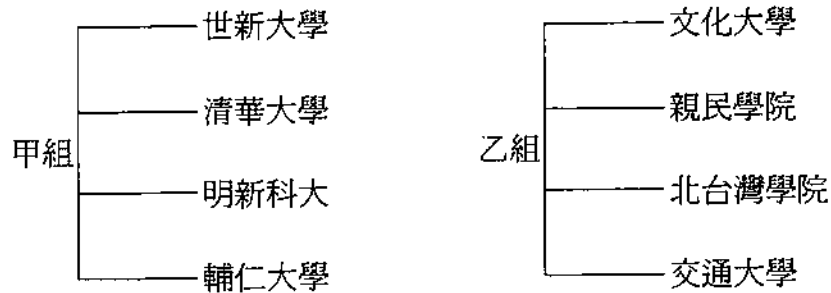 甲組
世新大學
清華大學
明新科大
輔仁大學
乙組
文化大學
親民學院
北台灣學院
交通大學